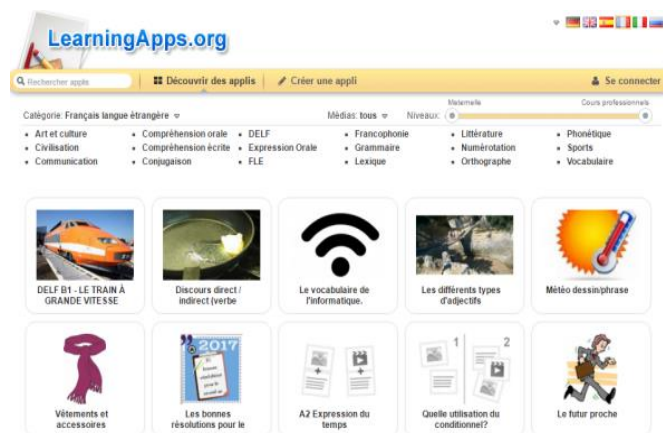 LearningApps.org
Rechercher applis
Découvrir des applis
Créer une appli
Se connecter
Catégorie: Français langue étrangère
Médias: tous
Niveaux:
Maternelle
Cours professionnels
Art et culture
Compréhension orale
DELF
Francophonie
Littérature
Phonétique
Civilisation
Compréhension écrite
Expression Orale
Grammaire
Numérotation
Sports
Communication
Conjugaison
FLE
Lexique
Orthographe
Vocabulaire
DELF B1 - LE TRAIN À
GRANDE VITESSE
Discours direct /
indirect (verbe
Le vocabulaire de
l'informatique.
Les différents types
d'adjectifs
Météo dessin/phrase
2017
1
2
Vêtements et
accessoires
Les bonnes
résolutions pour le
A2 Expression du
temps
Quelle utilisation du
conditionnel?
Le futur proche